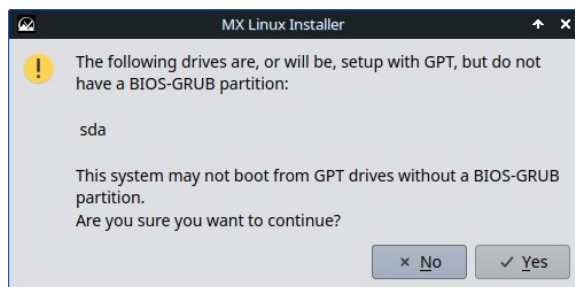 MX Linux Installer
The following drives are, or will be, setup with GPT, but do not
have a BIOS-GRUB partition:
sda
This system may not boot from GPT drives without a BIOS-GRUB
partition.
Are you sure you want to continue?
No
Yes